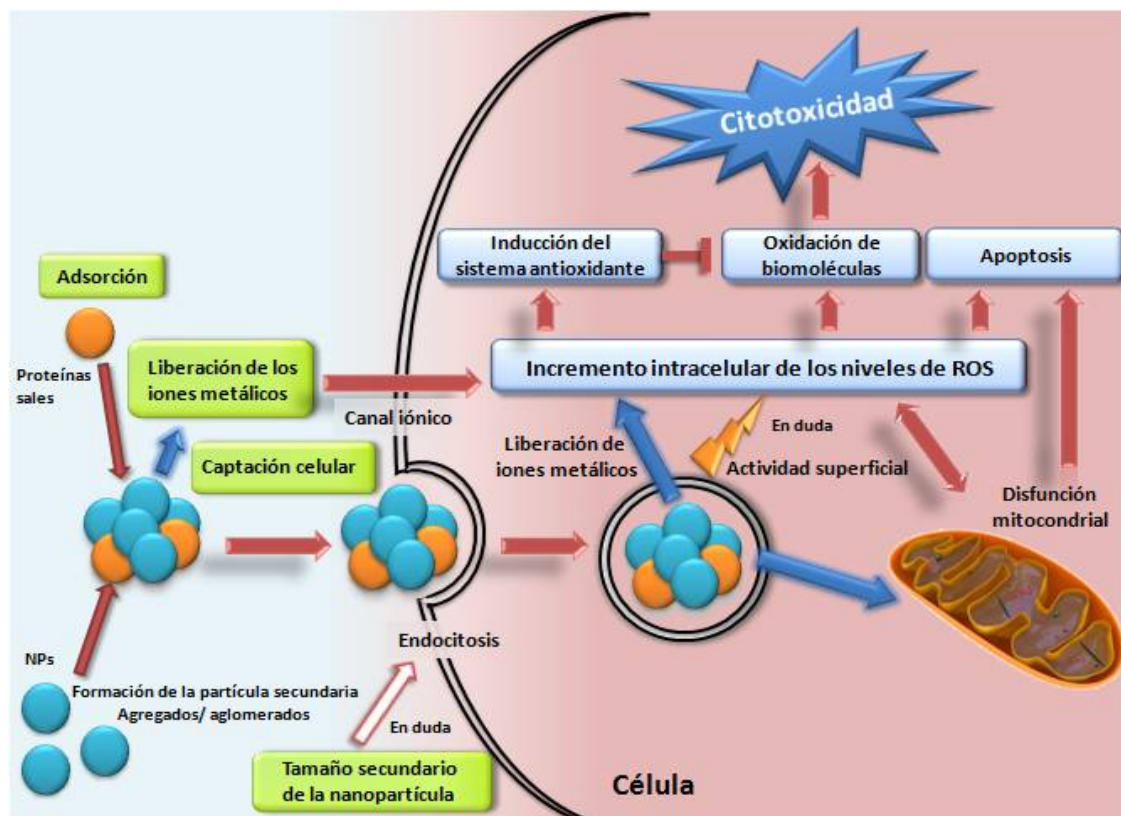 Citotoxicidad
Inducción del
sistema antioxidante
Oxidación de
biomoléculas
Apoptosis
Adsorción
Proteínas
sales
Liberación de los
iones metálicos
Canal iónico
Incremento intracelular de los niveles de ROS
Captación celular
Liberación de
iones metálicos
En duda
Actividad superficial
Disfunción
mitocondrial
Endocitosis
NPs
Formación de la partícula secundaria
Agregados/ aglomerados
En duda
Tamaño secundario
de la nanopartícula
Célula